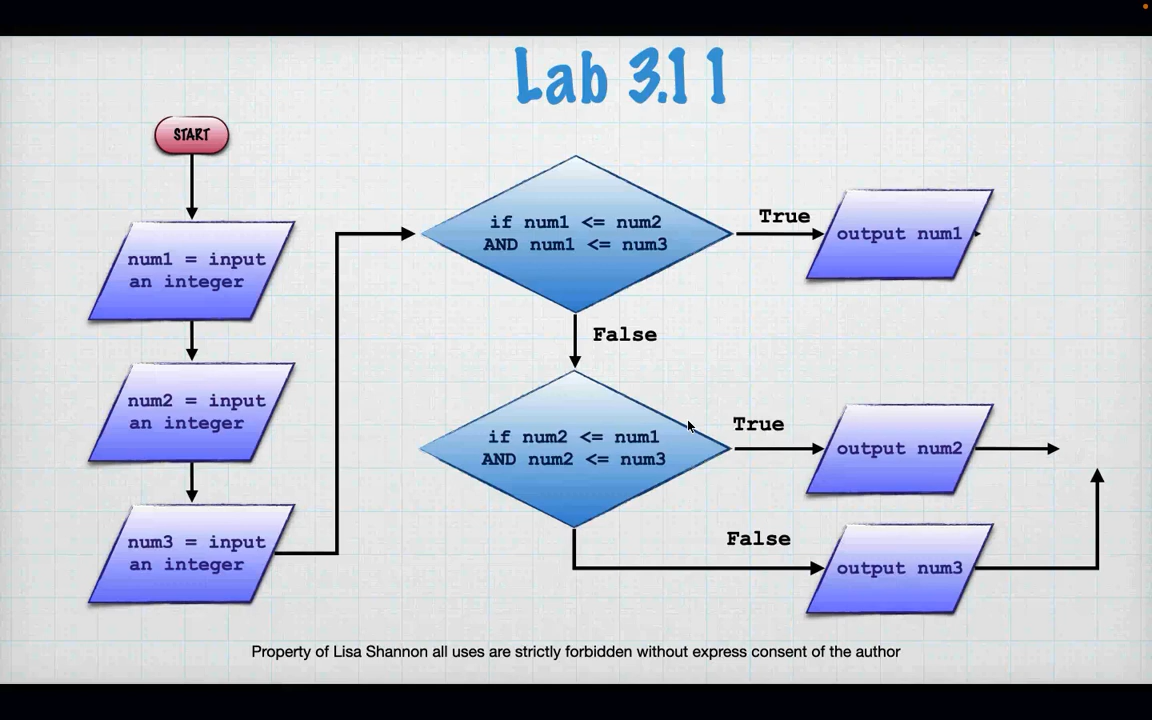 Lab 3.11
START
num1 = input
an integer
num2 = input
an integer
num3 = input
an integer
if num1 <= num2
AND num1 <= num3
True
output num1
False
if num2 <= num1
AND num2 <= num3
True
output num2
False
output num3
Property of Lisa Shannon all uses are strictly forbidden without express consent of the author